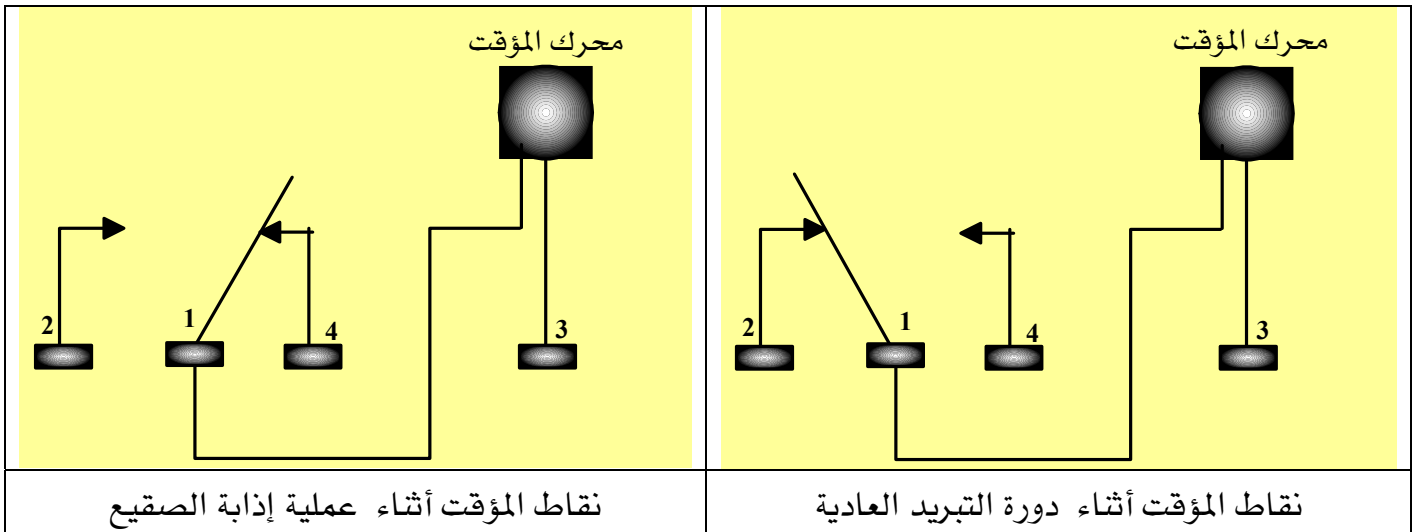 محرك المؤقت
2
1
4
3
نقاط المؤقت أثناء دورة التبريد العادية
محرك المؤقت
2
1
4
3
نقاط المؤقت أثناء عملية إذابة الصقيع